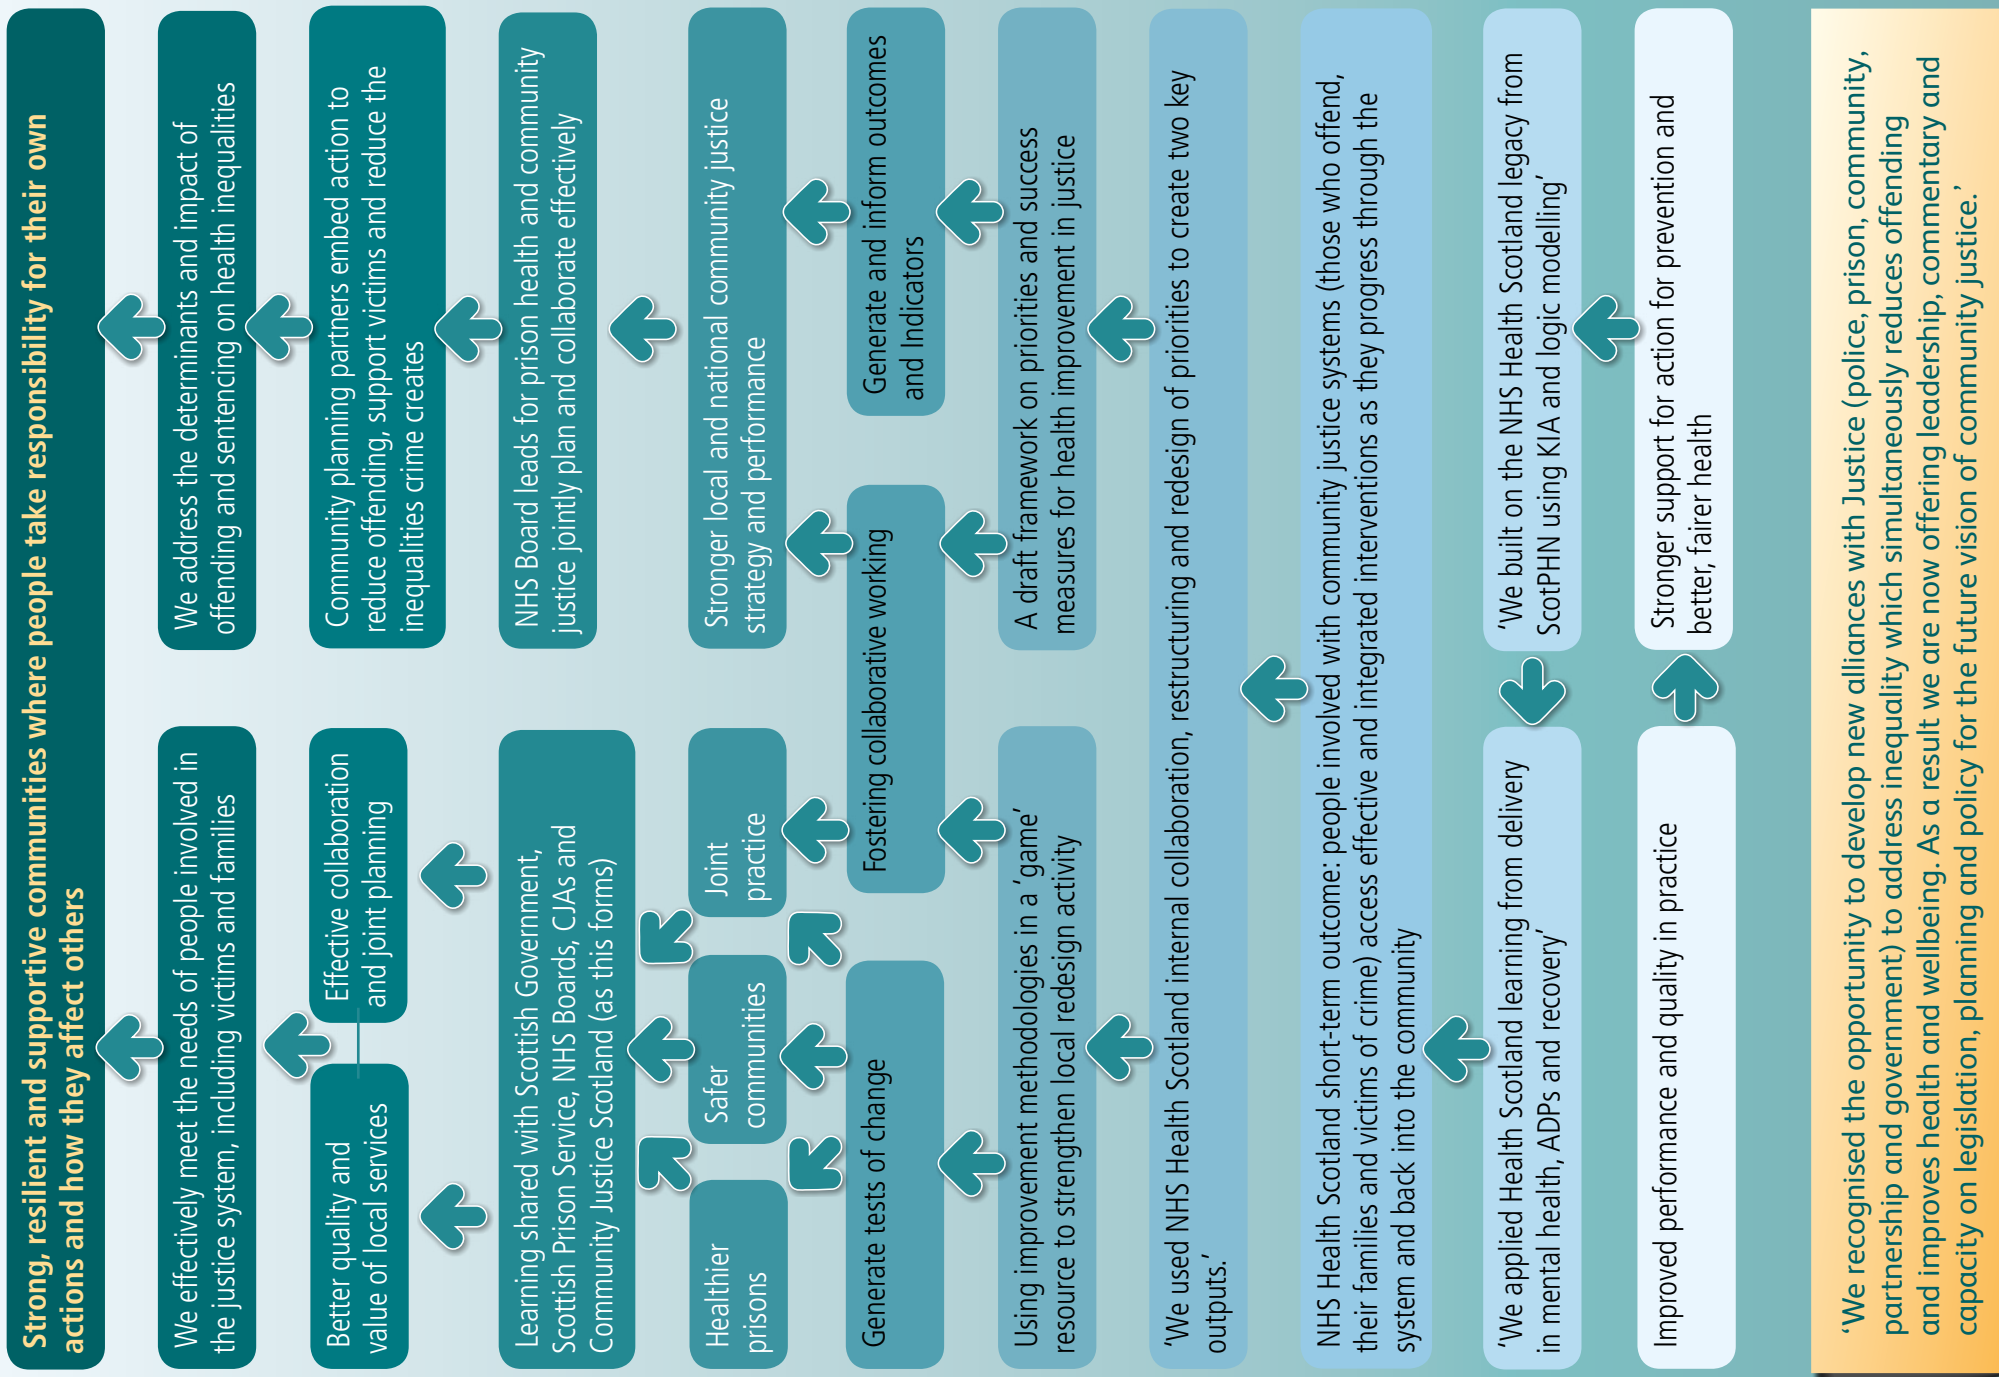 Strong, resilient and supportive communities where people take responsibility for their own
actions and how they affect others
We effectively meet the needs of people involved in
the justice system, including victims and families
We address the determinants and impact of
offending and sentencing on health inequalities
Better quality and
value of local services
Effective collaboration
and joint planning
Community planning partners embed action to
reduce offending, support victims and reduce the
inequalities crime creates
Learning shared with Scottish Government,
Scottish Prison Service, NHS Boards, CJAs and
Community Justice Scotland (as this forms)
NHS Board leads for prison health and community
justice jointly plan and collaborate effectively
Healthier
prisons
Safer
communities
Joint
practice
Stronger local and national community justice
strategy and performance
Generate tests of change
Fostering collaborative working
Generate and inform outcomes
and Indicators
Using improvement methodologies in a ‘game’
resource to strengthen local redesign activity
A draft framework on priorities and success
measures for health improvement in justice
‘We used NHS Health Scotland internal collaboration, restructuring and redesign of priorities to create two key
outputs.’
NHS Health Scotland short-term outcome: people involved with community justice systems (those who offend,
their families and victims of crime) access effective and integrated interventions as they progress through the
system and back into the community
‘We applied Health Scotland learning from delivery
in mental health, ADPs and recovery’
‘We built on the NHS Health Scotland legacy from
ScotPHN using KIA and logic modelling’
Improved performance and quality in practice
Stronger support for action for prevention and
better, fairer health
‘We recognised the opportunity to develop new alliances with Justice (police, prison, community,
partnership and government) to address inequality which simultaneously reduces offending
and improves health and wellbeing. As a result we are now offering leadership, commentary and
capacity on legislation, planning and policy for the future vision of community justice.’